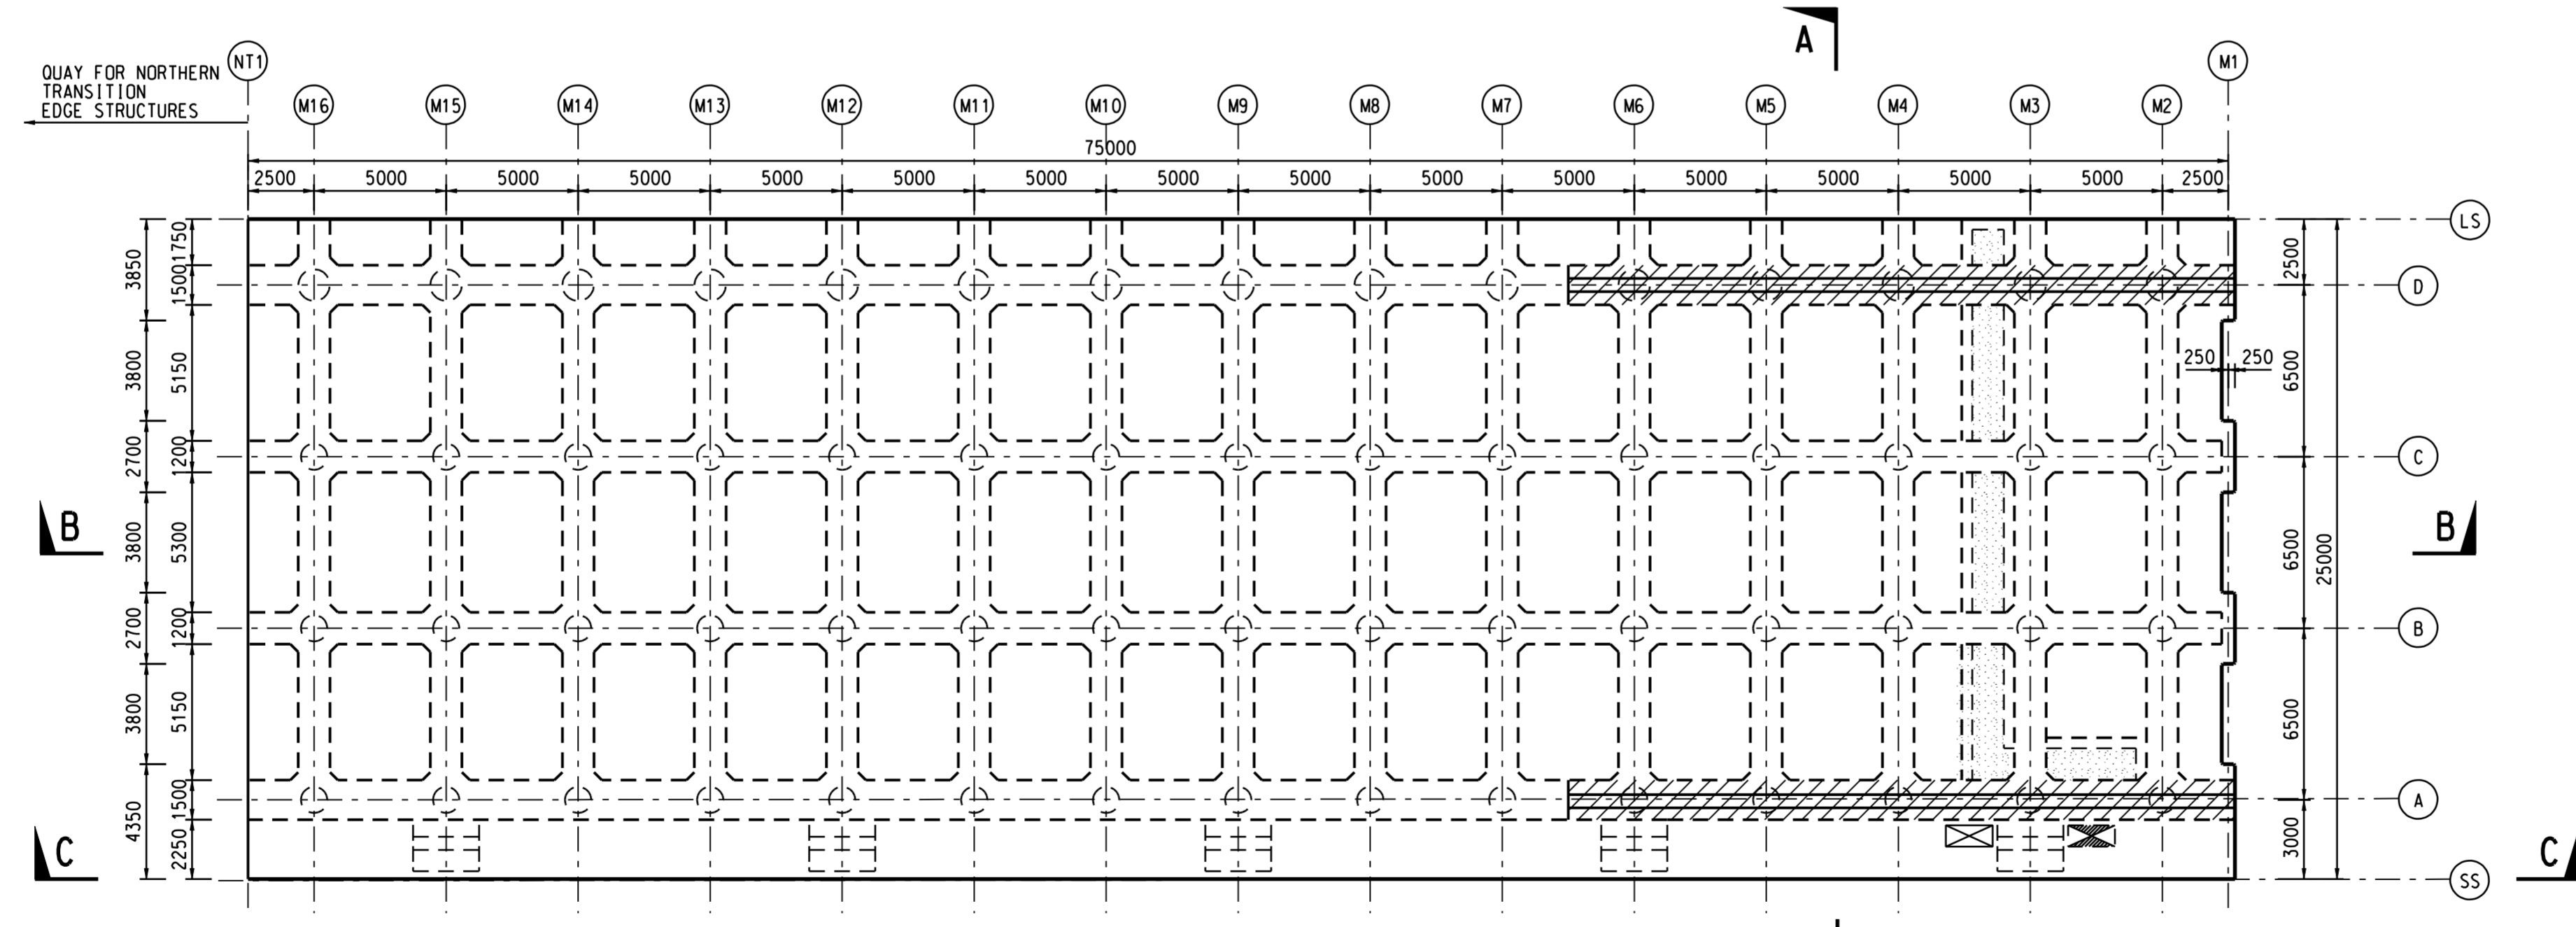 A
NT1
M1
QUAY FOR NORTHERN
TRANSITION
EDGE STRUCTURES
M16 M15 M14 M13 M12 M11 M10 M9 M8 M7 M6 M5 M4 M3 M2
75000
2500 5000 5000 5000 5000 5000 5000 5000 5000 5000 5000 5000 5000 5000 5000 2500
LS
3850 1750 2500
1500 D
3800 5150 250 250 6500
2700 1200 C
B 3800 5300 6500 25000 B
2700 1200 B
3800 5150 6500
4350 1500 A
C 2250 3000 C
SS